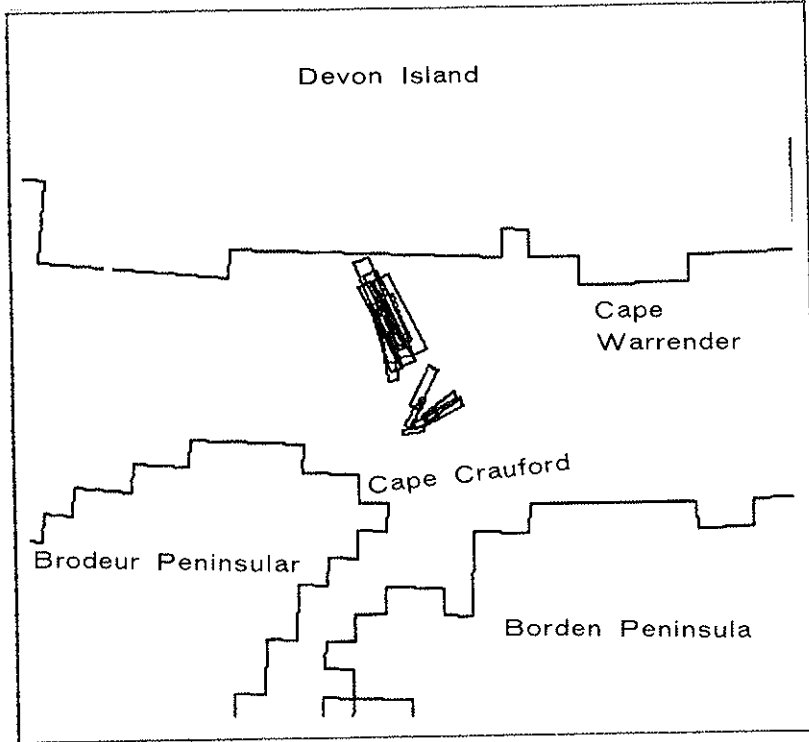 Devon Island
Cape
Warrender
Cape Crauford
Brodeur Peninsular
Borden Peninsula